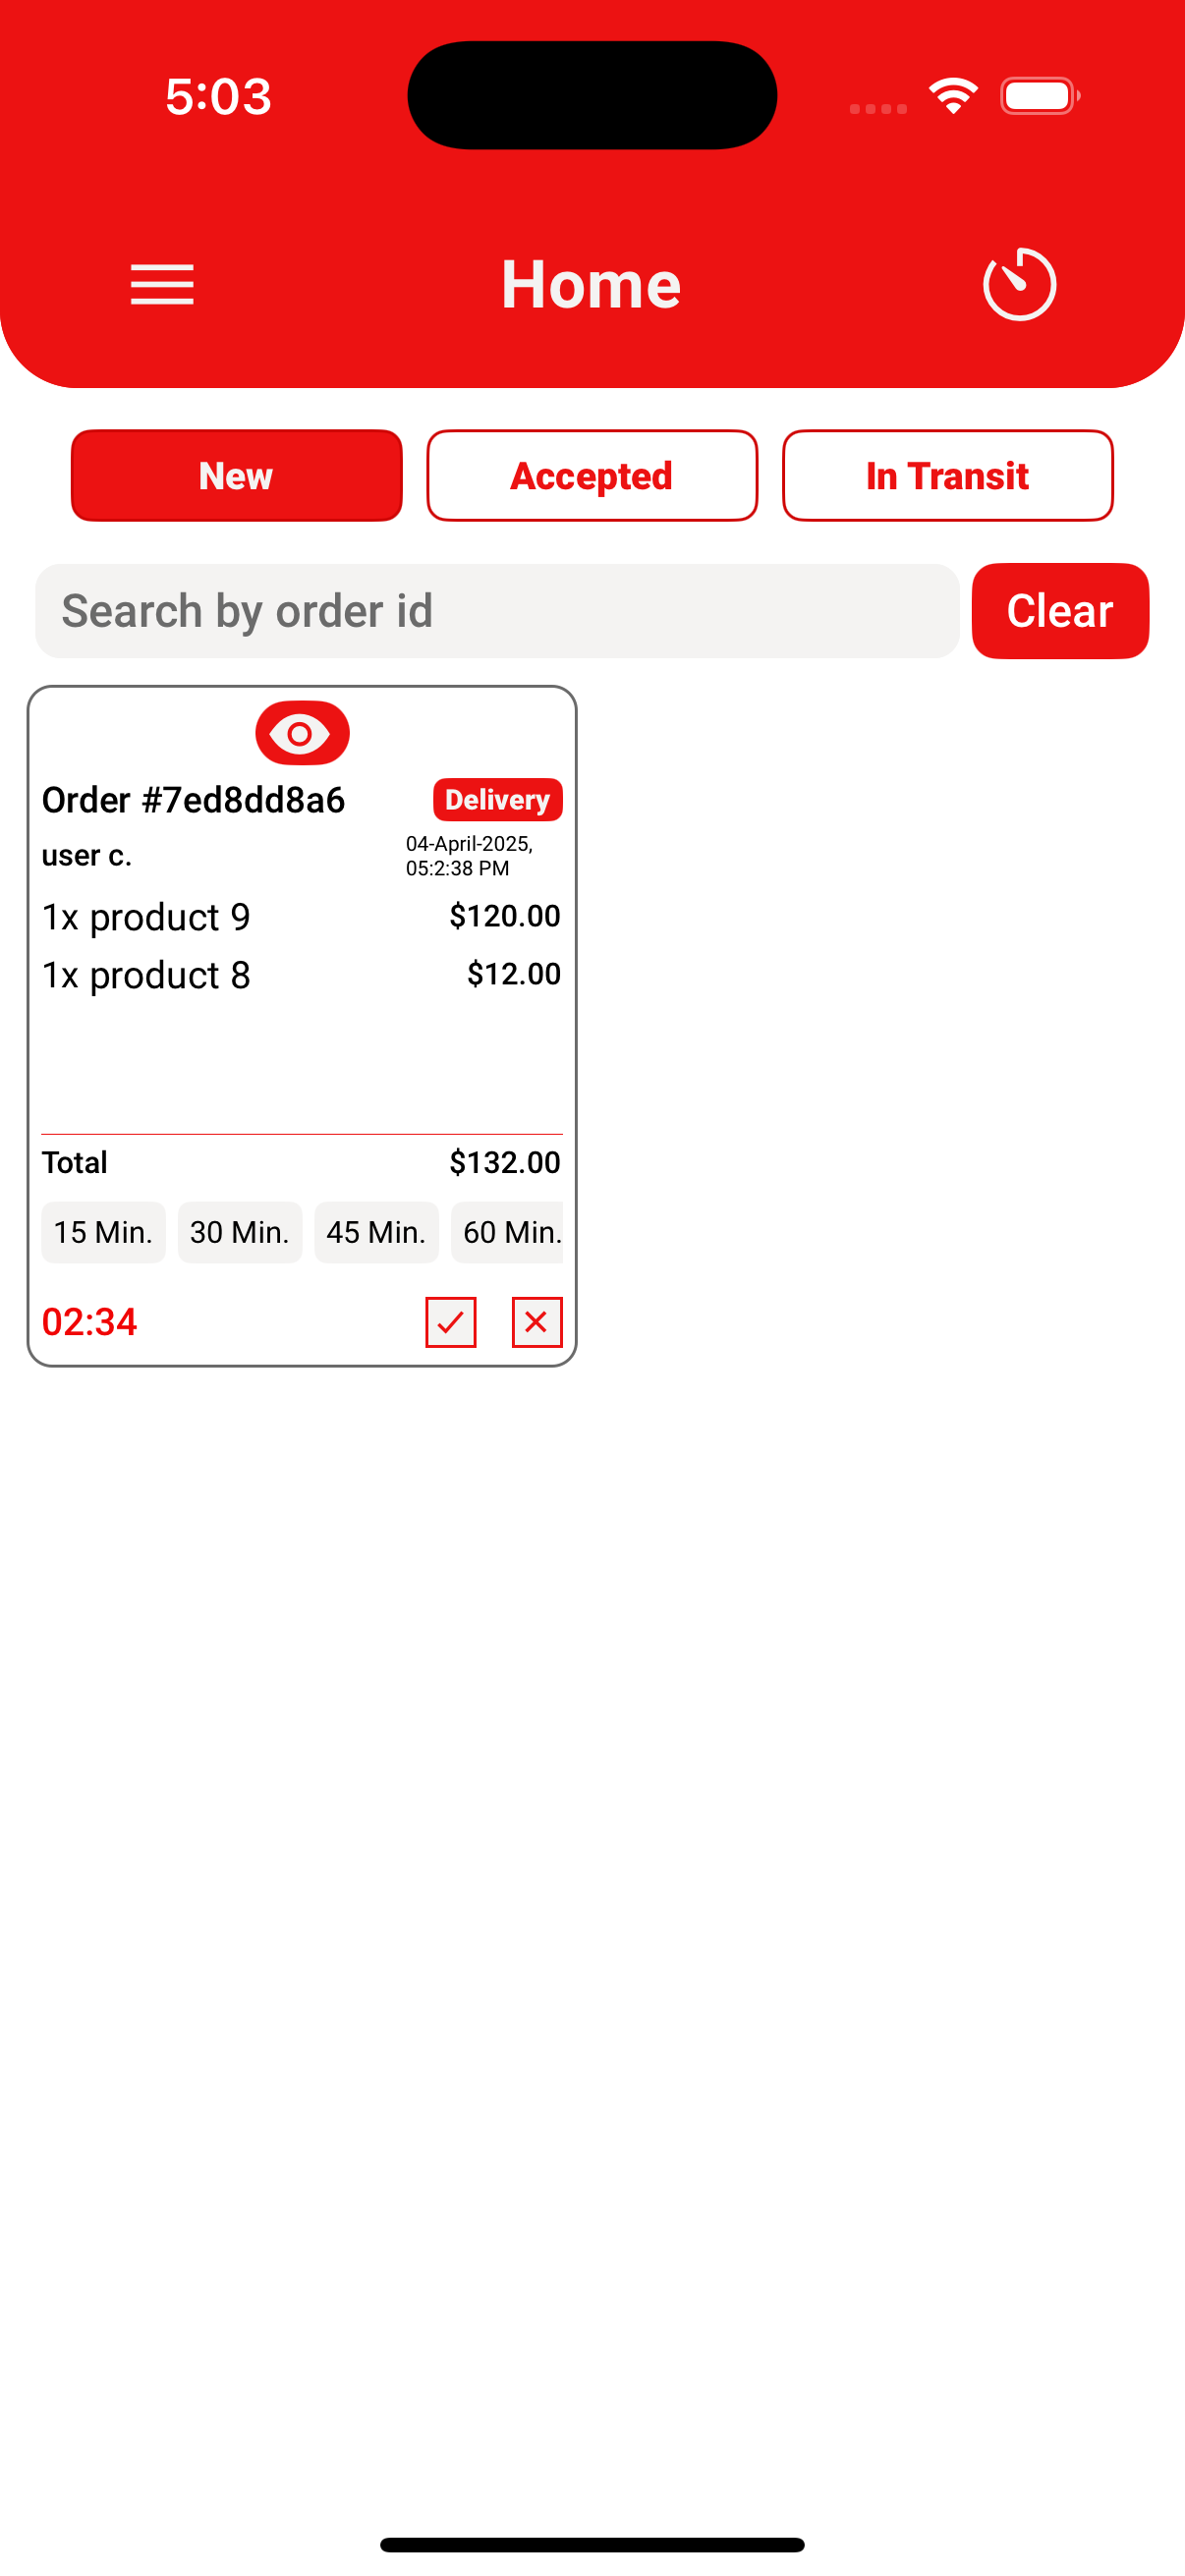 5:03
Home
New
Accepted
In Transit
Search by order id
Clear
Order #7ed8dd8a6
Delivery
user c.
04-April-2025,
05:2:38 PM
1x product 9
$120.00
1x product 8
$12.00
Total
$132.00
15 Min.
30 Min.
45 Min.
60 Min.
02:34